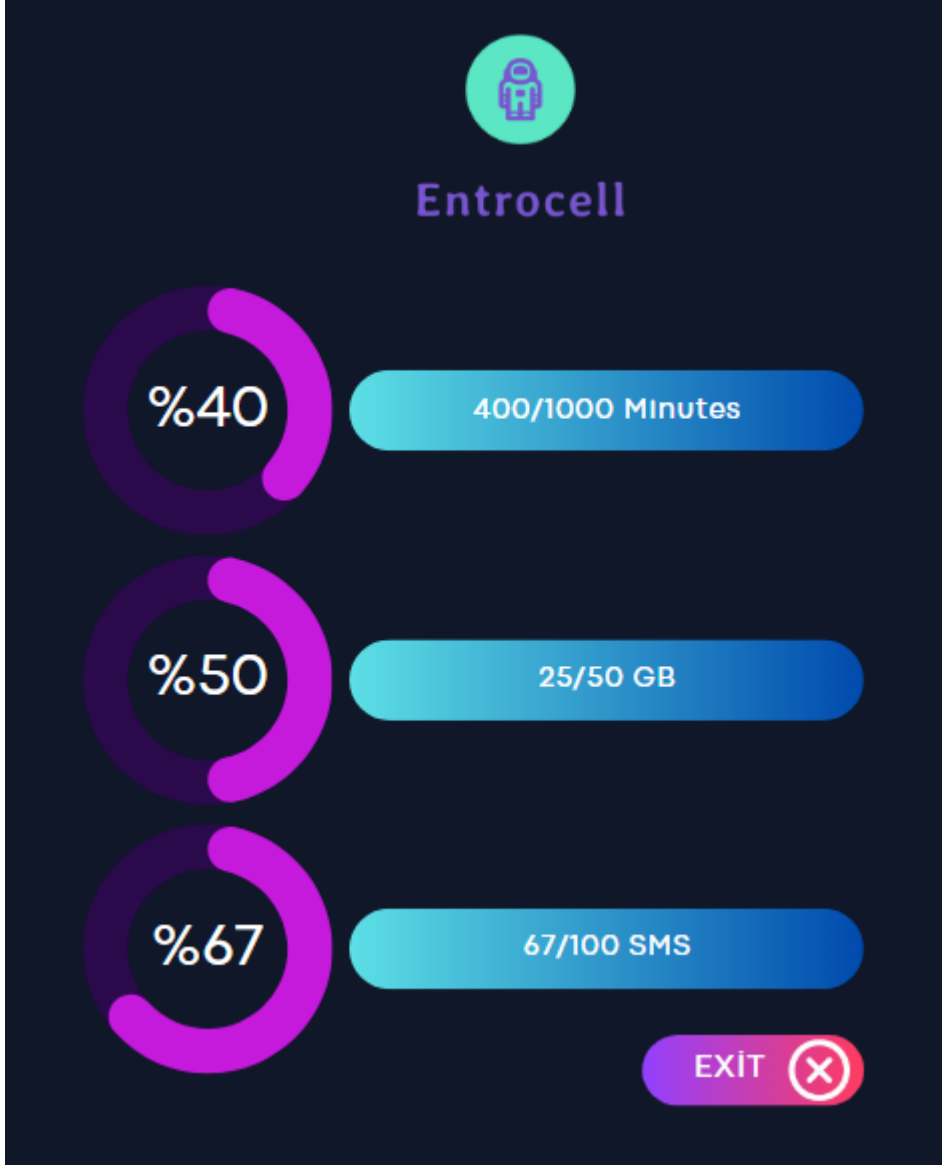 Entrocell
%40
400/1000 Minutes
%50
25/50 GB
%67
67/100 SMS
EXİT